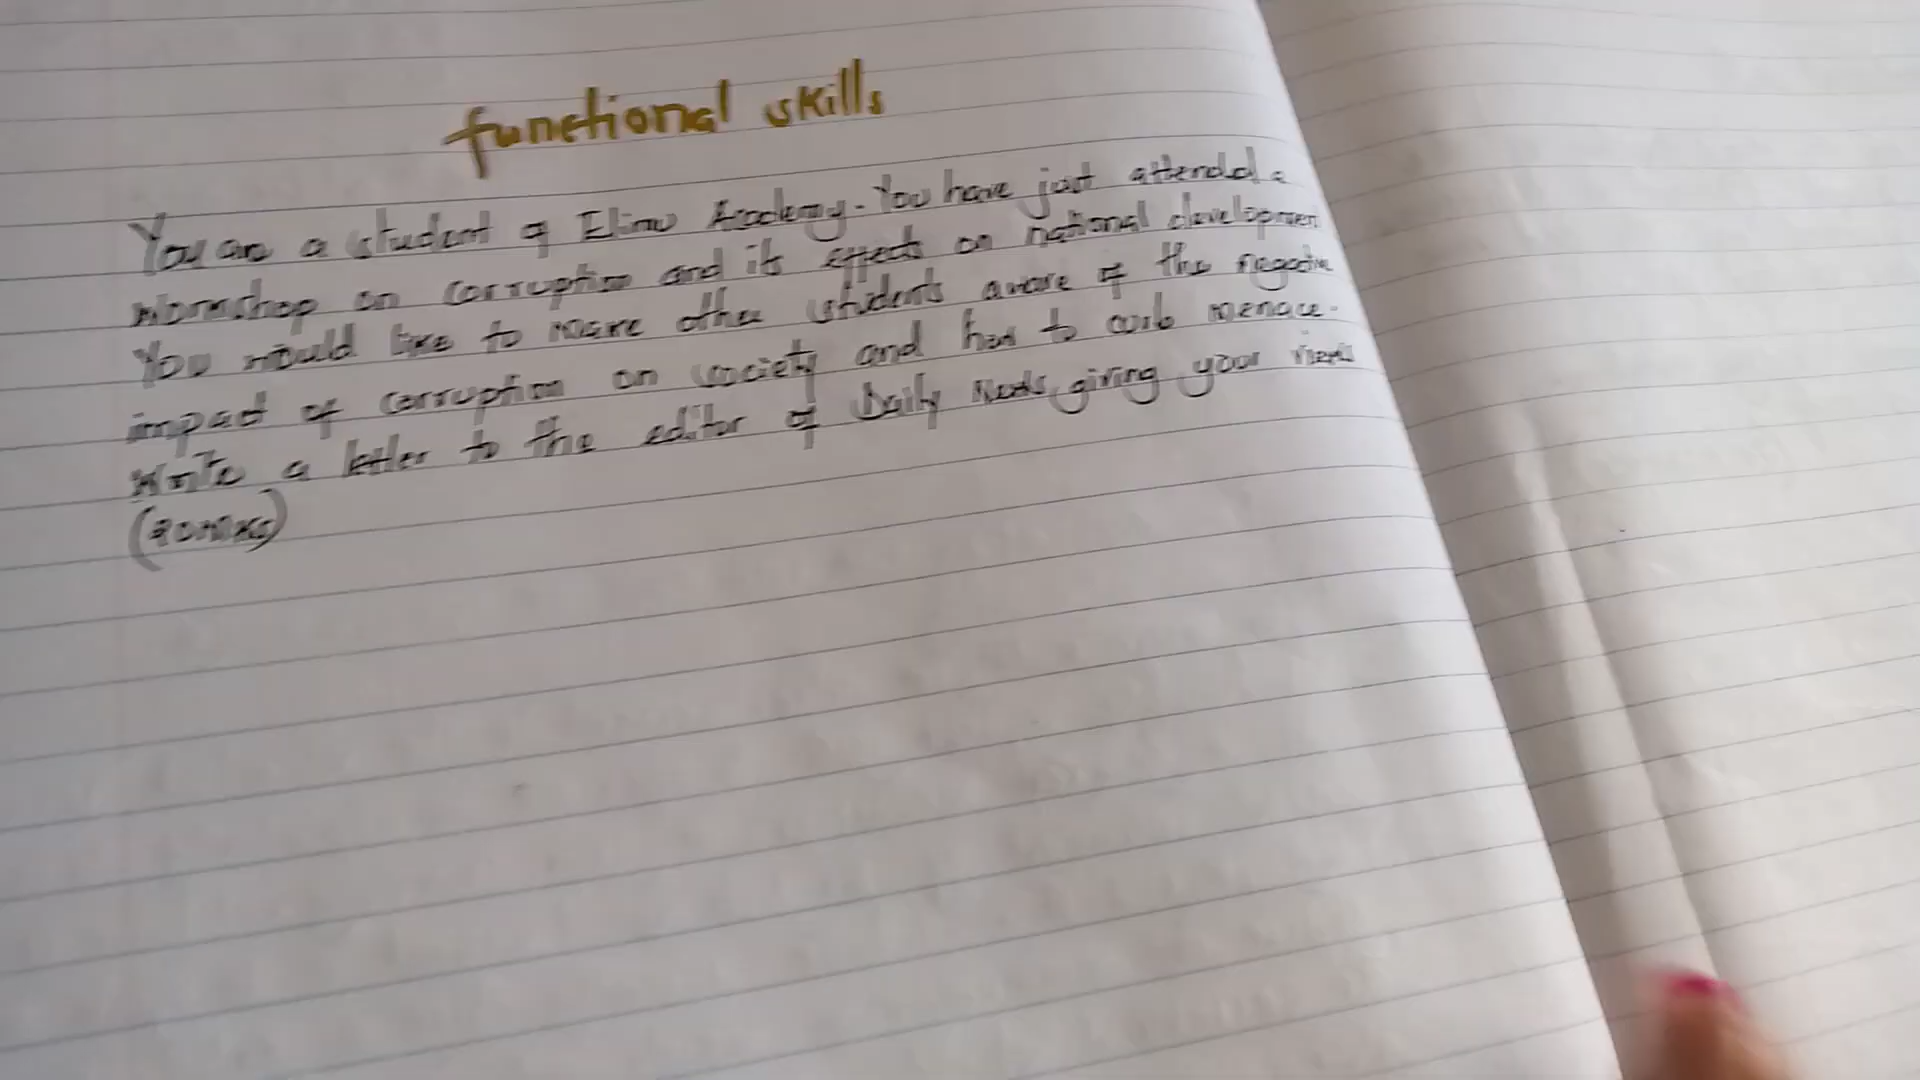 functional skills
You are a student of Elimu Academy. You have just attended a
workshop on corruption and its effects on national developmen
You would like to make other students aware of the negative
impact of corruption on society and how to curb menace.
Write a letter to the editor of Daily News, giving your views
(20mks)